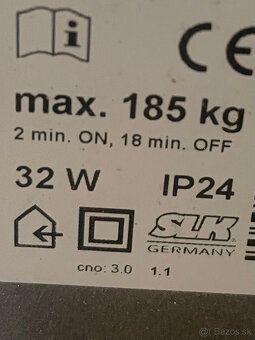 CE
max. 185 kg
2 min. ON, 18 min. OFF
32 W IP24
SLK
GERMANY
cno: 3.0 1.1
Bazos.sk